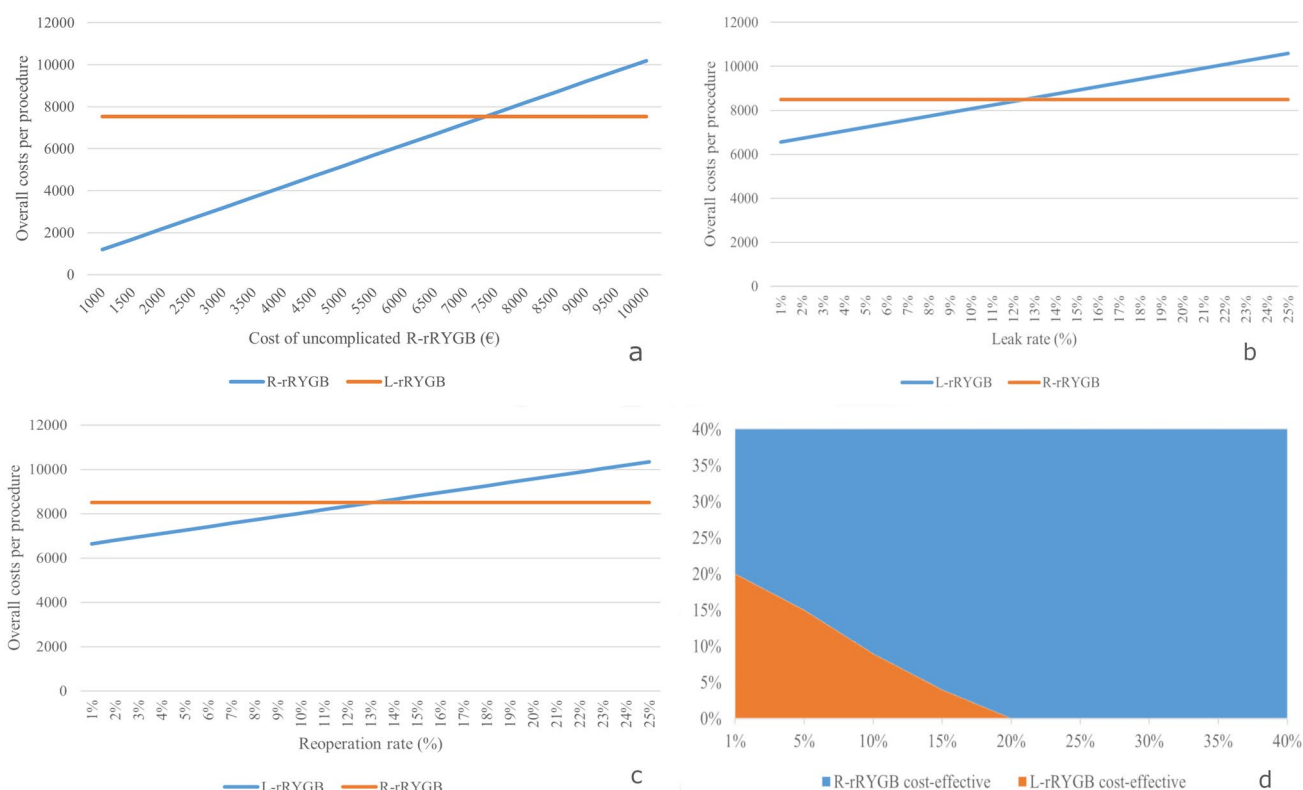 12000
10000
8000
6000
4000
2000
0
Overall costs per procedure
1000 1500 2000 2500 3000 3500 4000 4500 5000 5500 6000 6500 7000 7500 8000 8500 9000 9500 10000
Cost of uncomplicated R-rRYGB (€)
a
R-rRYGB L-rRYGB
12000
10000
8000
6000
4000
2000
0
Overall costs per procedure
1% 2% 3% 4% 5% 6% 7% 8% 9% 10% 11% 12% 13% 14% 15% 16% 17% 18% 19% 20% 21% 22% 23% 24% 25%
Leak rate (%)
b
L-rRYGB R-rRYGB
12000
10000
8000
6000
4000
2000
0
Overall costs per procedure
1% 2% 3% 4% 5% 6% 7% 8% 9% 10% 11% 12% 13% 14% 15% 16% 17% 18% 19% 20% 21% 22% 23% 24% 25%
Reoperation rate (%)
c
L-rRYGB R-rRYGB
40%
35%
30%
25%
20%
15%
10%
5%
0%
1% 5% 10% 15% 20% 25% 30% 35% 40%
R-rRYGB cost-effective L-rRYGB cost-effective
d